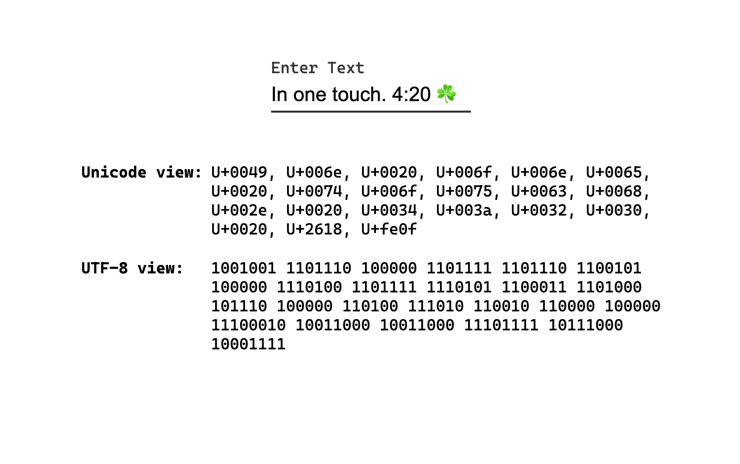 Enter Text
In one touch. 4:20 ☘️
Unicode view: U+0049, U+006e, U+0020, U+006f, U+006e, U+0065,
U+0020, U+0074, U+006f, U+0075, U+0063, U+0068,
U+002e, U+0020, U+0034, U+003a, U+0032, U+0030,
U+0020, U+2618, U+fe0f
UTF-8 view: 1001001 1101110 100000 1101111 1101110 1100101
100000 1110100 1101111 1110101 1100011 1101000
101110 100000 110100 111010 110010 110000 100000
11100010 10011000 10011000 11101111 10111000
10001111